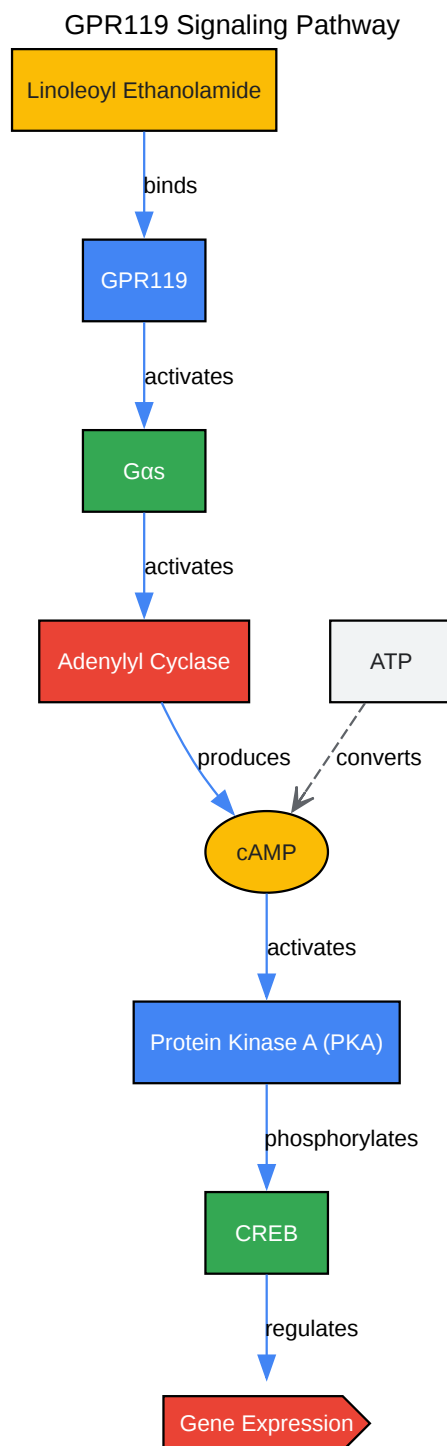 GPR119 Signaling Pathway
Linoleoyl Ethanolamide
binds
GPR119
activates
Gαs
activates
Adenylyl Cyclase
ATP
produces
converts
cAMP
activates
Protein Kinase A (PKA)
phosphorylates
CREB
regulates
Gene Expression